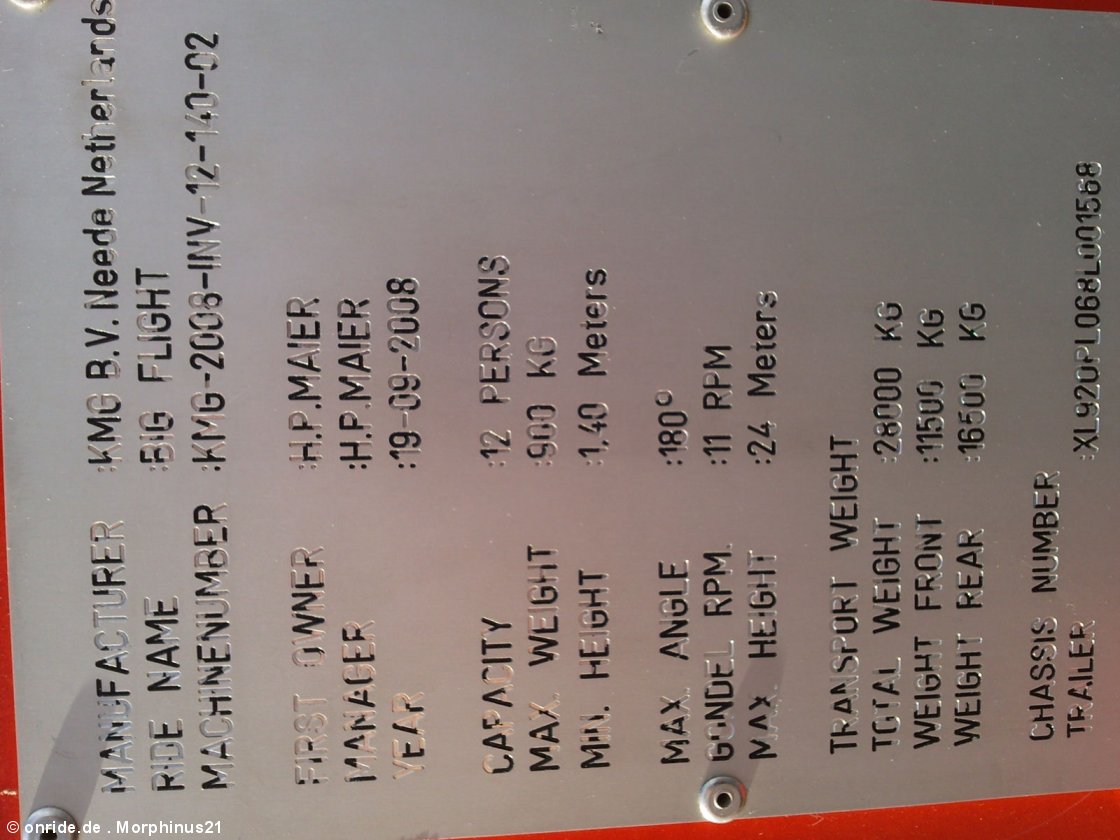 MANUFACTURER :KMG B.V. Neede Netherlands
RIDE NAME :BIG FLIGHT
MACHINENUMBER :KMG-2008-INV-12-140-02
FIRST OWNER :H.P.MAIER
MANAGER :H.P.MAIER
YEAR :19-09-2008
CAPACITY :12 PERSONS
MAX. WEIGHT :900 KG
MIN. HEIGHT :1,40 Meters
MAX. ANGLE :180°
GONDEL RPM. :11 RPM
MAX HEIGHT :24 Meters
TRANSPORT WEIGHT
TOTAL WEIGHT :28000 KG
WEIGHT FRONT :11500 KG
WEIGHT REAR :16500 KG
CHASSIS NUMBER
TRAILER :XL920PL068L001568
© onride.de . Morphinus21